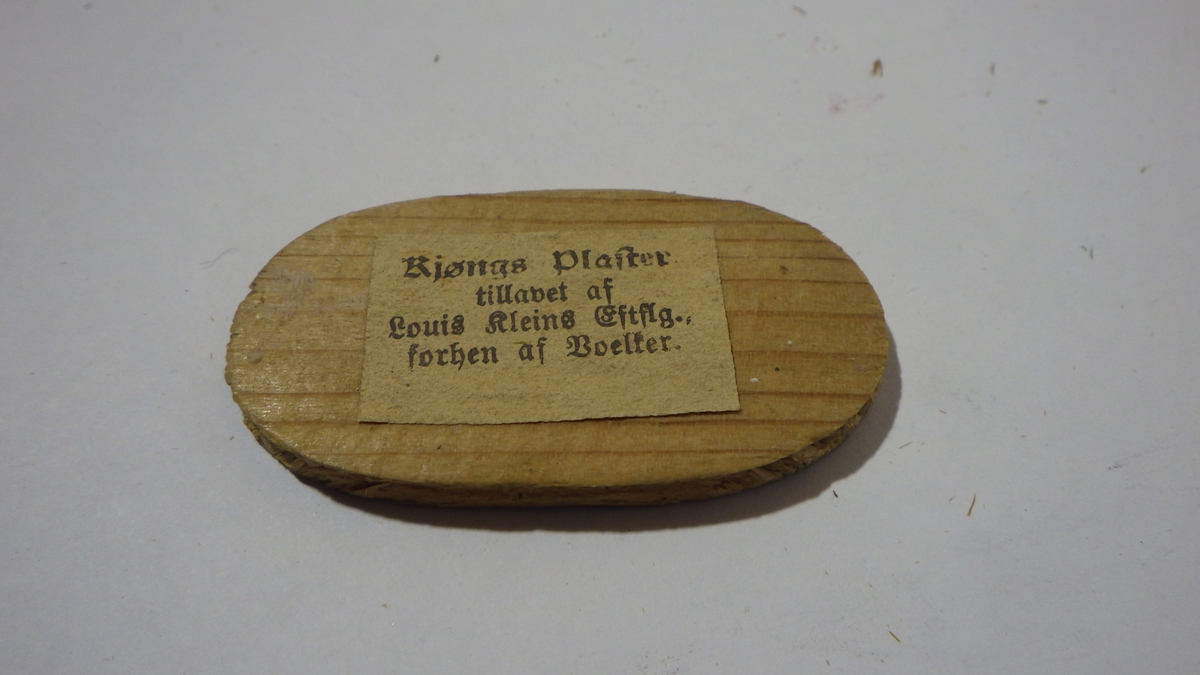 Kjøngs Plaster
tillavet af
Louis Kleins Eftflg.,
forhen af Voelker.